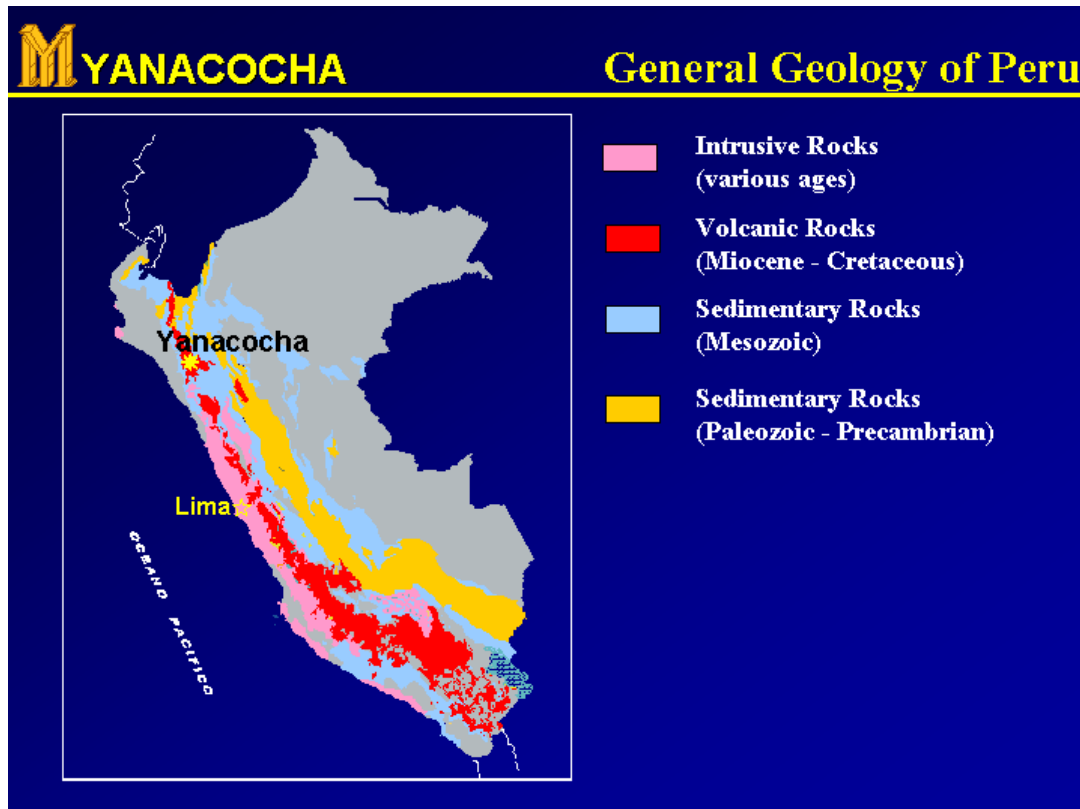 M YANACOCHA
General Geology of Peru
Intrusive Rocks
(various ages)
Volcanic Rocks
(Miocene - Cretaceous)
Sedimentary Rocks
(Mesozoic)
Sedimentary Rocks
(Paleozoic - Precambrian)
Yanacocha
Lima
OCEANO PACIFICO